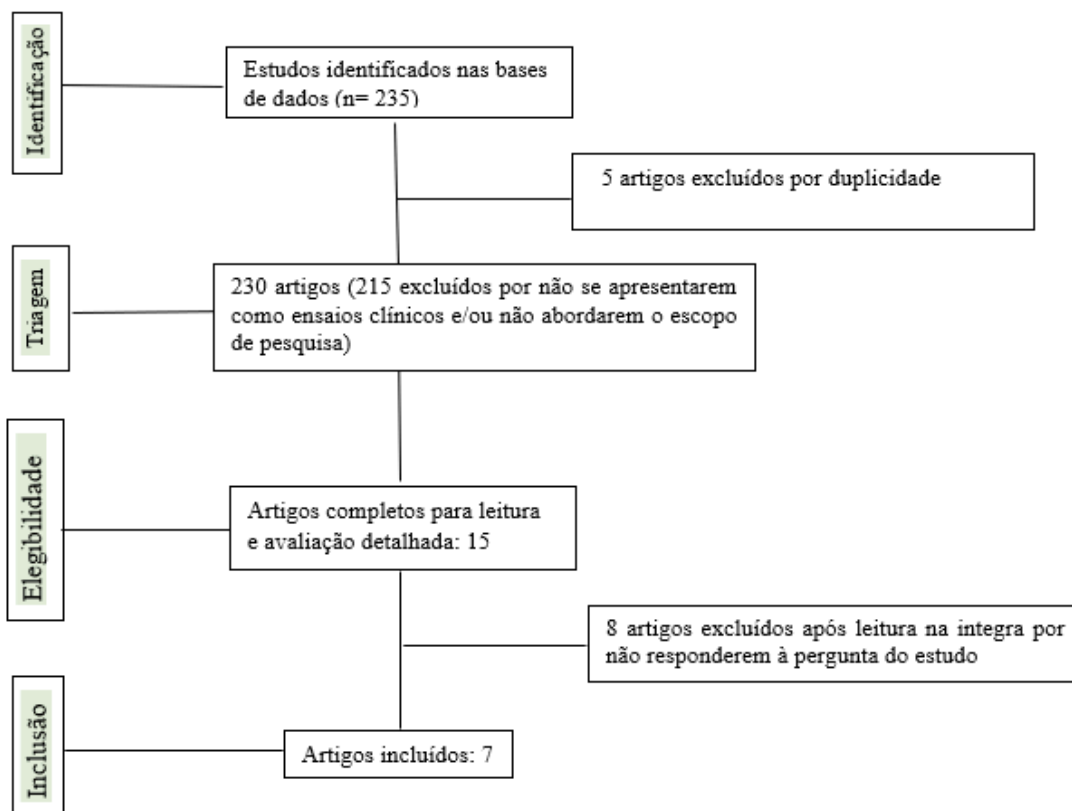 Identificação
Estudos identificados nas bases
de dados (n= 235)
5 artigos excluídos por duplicidade
Triagem
230 artigos (215 excluídos por não se apresentarem
como ensaios clínicos e/ou não abordarem o escopo
de pesquisa)
Elegibilidade
Artigos completos para leitura
e avaliação detalhada: 15
8 artigos excluídos após leitura na integra por
não responderem à pergunta do estudo
Inclusão
Artigos incluídos: 7